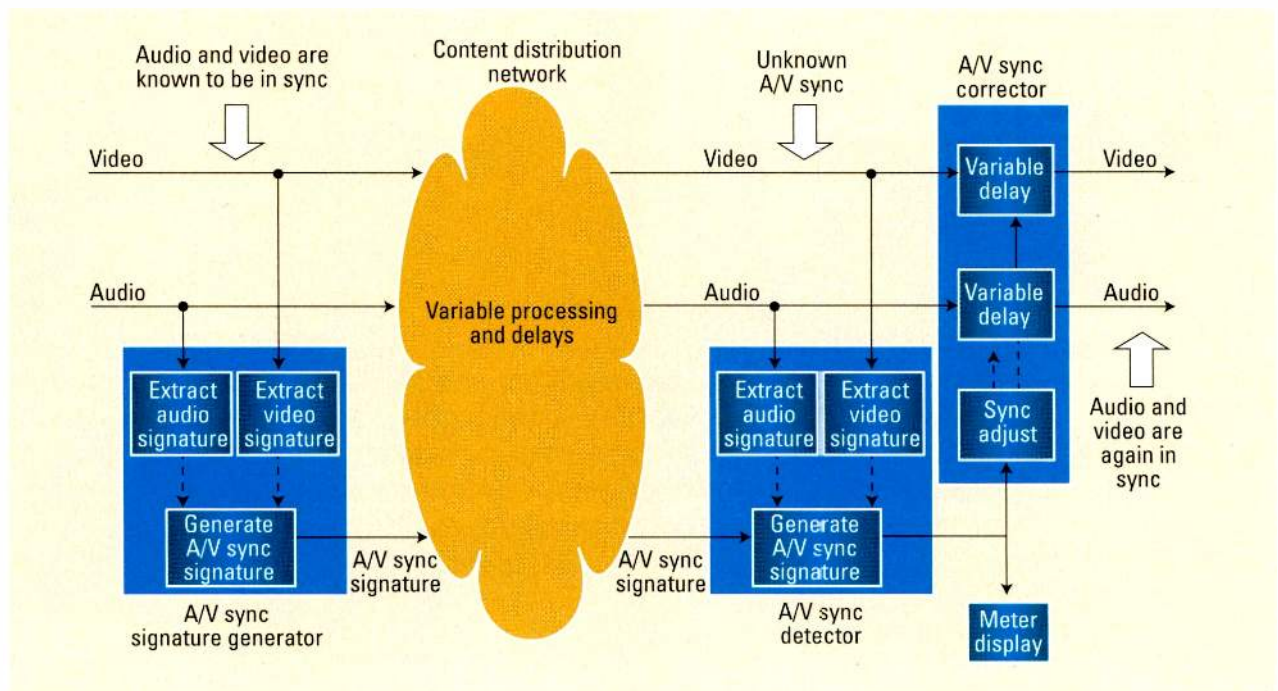 Audio and video are
known to be in sync
Content distribution
network
Unknown
A/V sync
A/V sync
corrector
Video
Video
Variable
delay
Video
Audio
Variable processing
and delays
Audio
Variable
delay
Audio
Extract
audio
signature
Extract
video
signature
Extract
audio
signature
Extract
video
signature
Sync
adjust
Audio and
video are
again in
sync
Generate
A/V sync
signature
A/V sync
signature
A/V sync
signature
Generate
A/V sync
signature
A/V sync
signature generator
A/V sync
detector
Meter
display